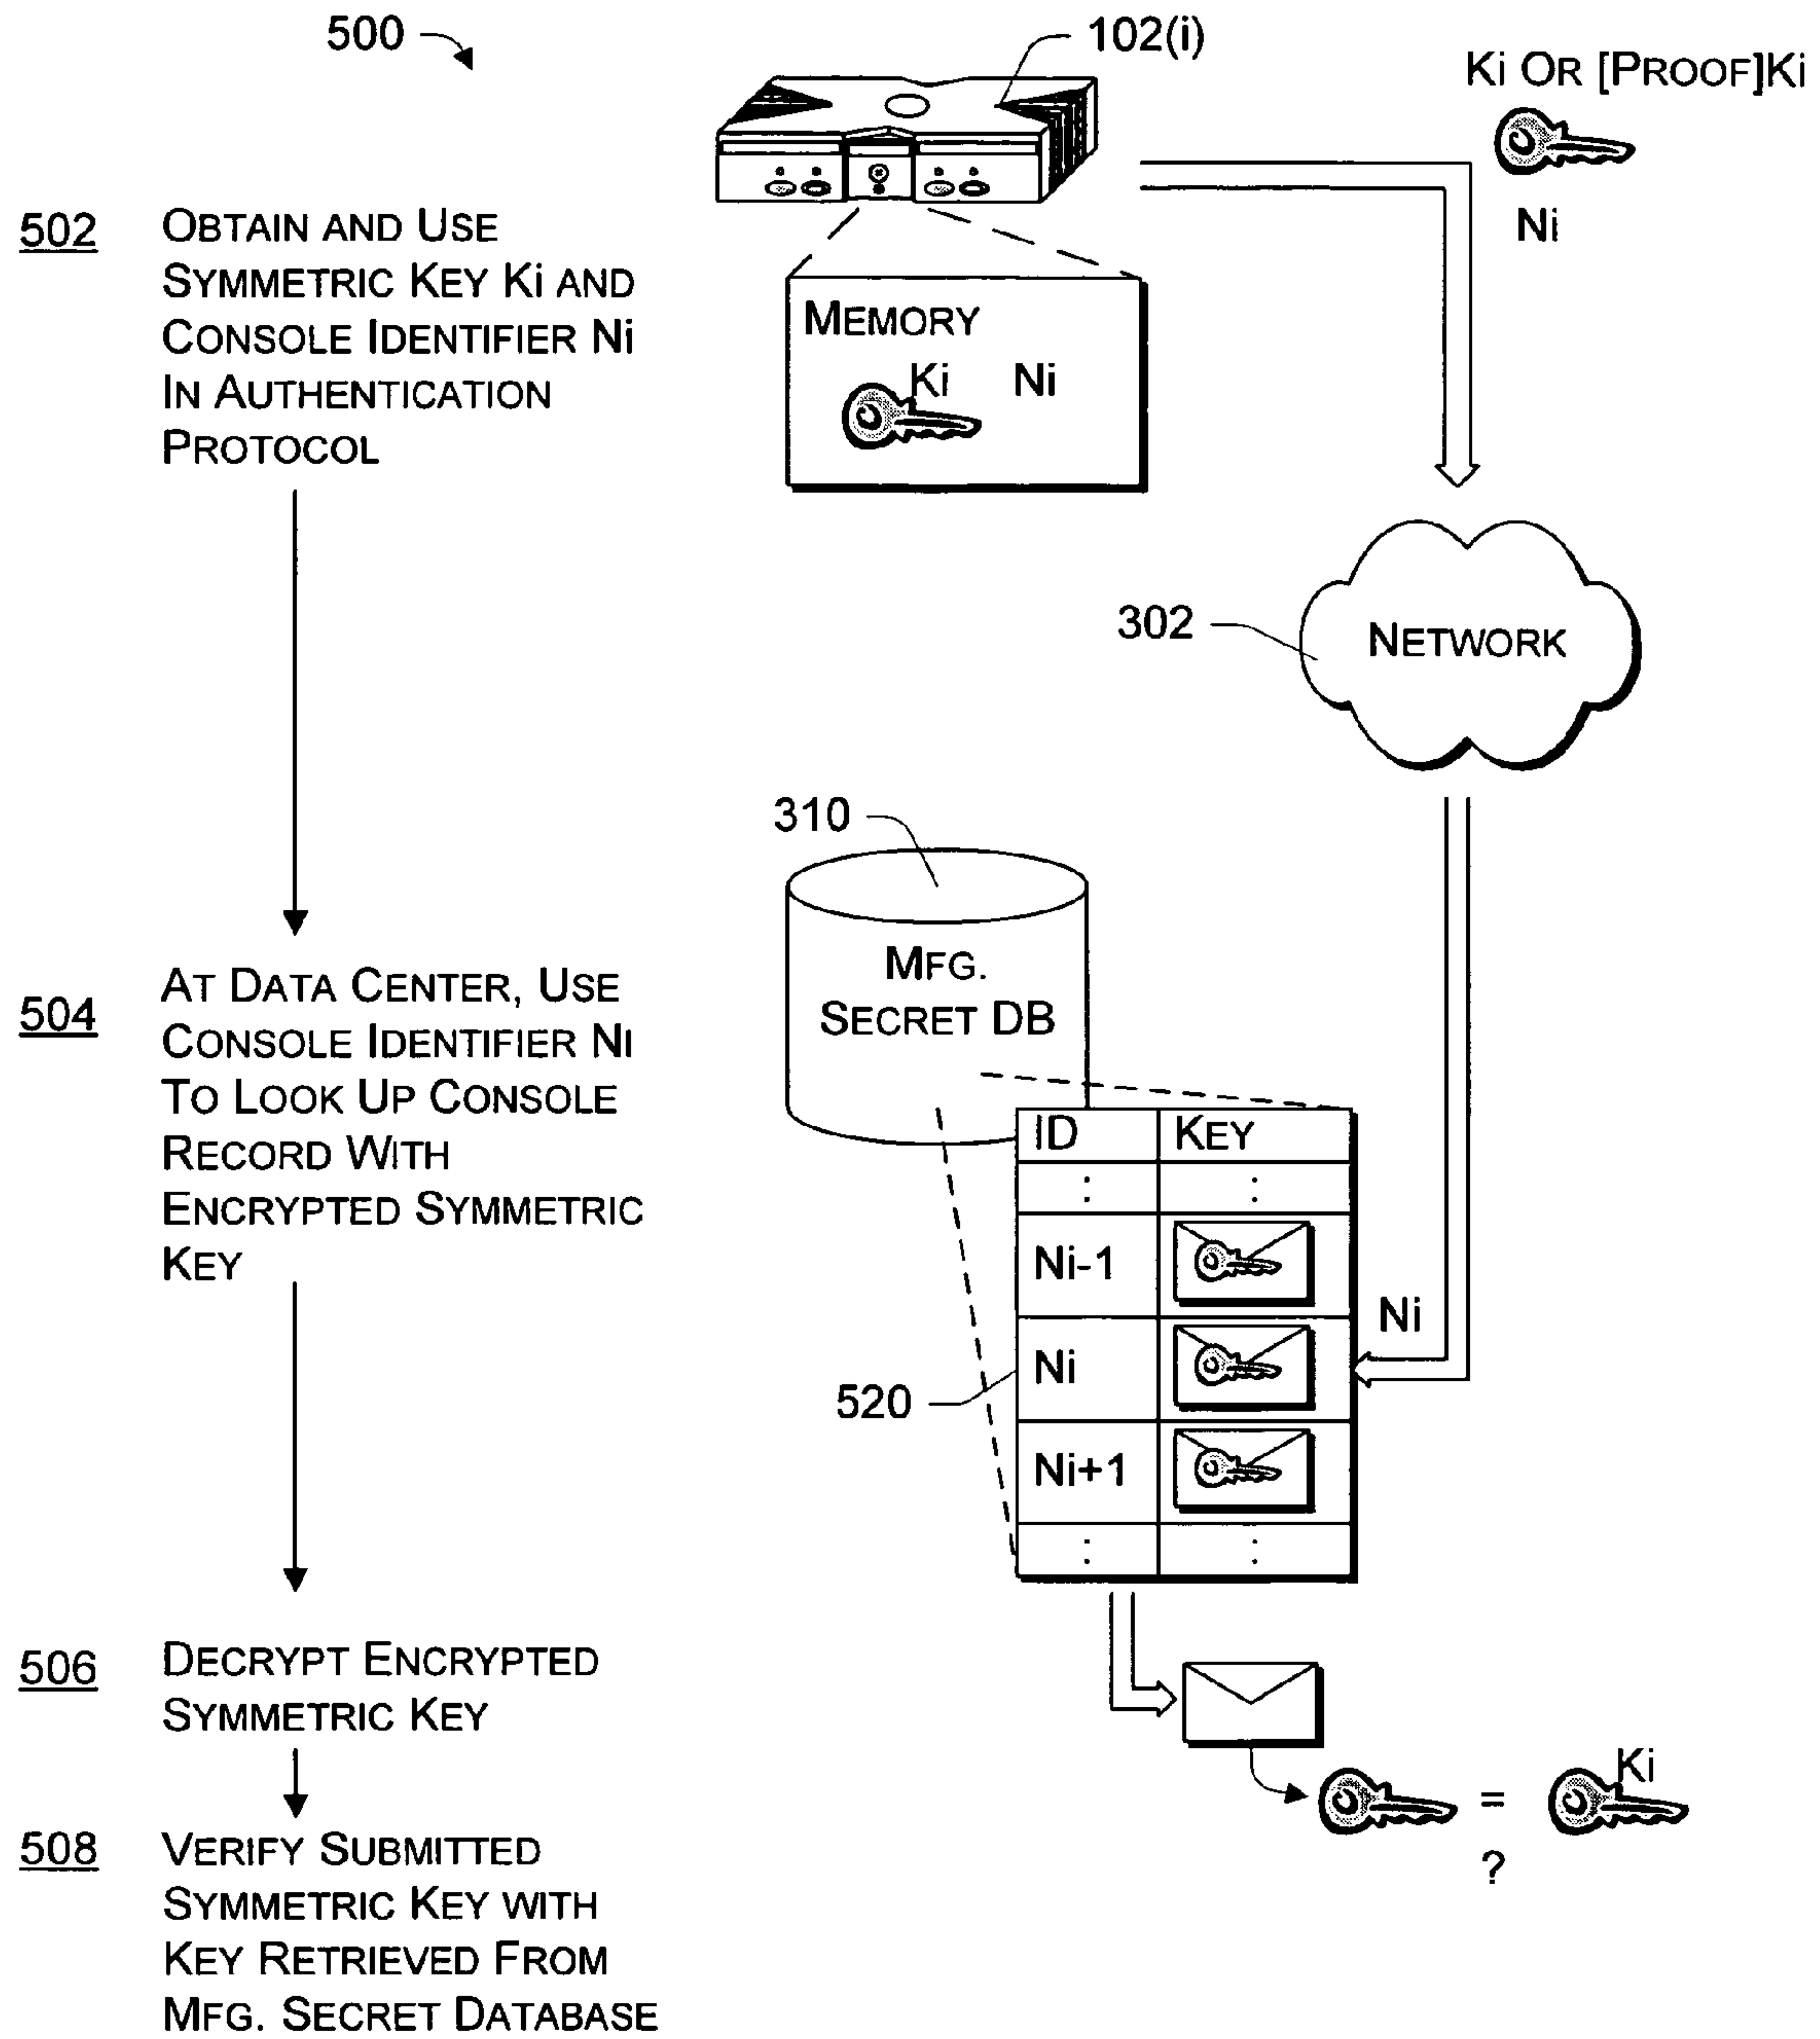 500
102(i)
Ki OR [PROOF]Ki
Ni
502
OBTAIN AND USE
SYMMETRIC KEY Ki AND
CONSOLE IDENTIFIER Ni
IN AUTHENTICATION
PROTOCOL
MEMORY
Ki
Ni
302
NETWORK
310
MFG.
SECRET DB
504
AT DATA CENTER, USE
CONSOLE IDENTIFIER NI
TO LOOK UP CONSOLE
RECORD WITH
ENCRYPTED SYMMETRIC
KEY
ID KEY
: :
Ni-1
Ni
Ni+1
: :
Ni
520
506
DECRYPT ENCRYPTED
SYMMETRIC KEY
= Ki
?
508
VERIFY SUBMITTED
SYMMETRIC KEY WITH
KEY RETRIEVED FROM
MFG. SECRET DATABASE